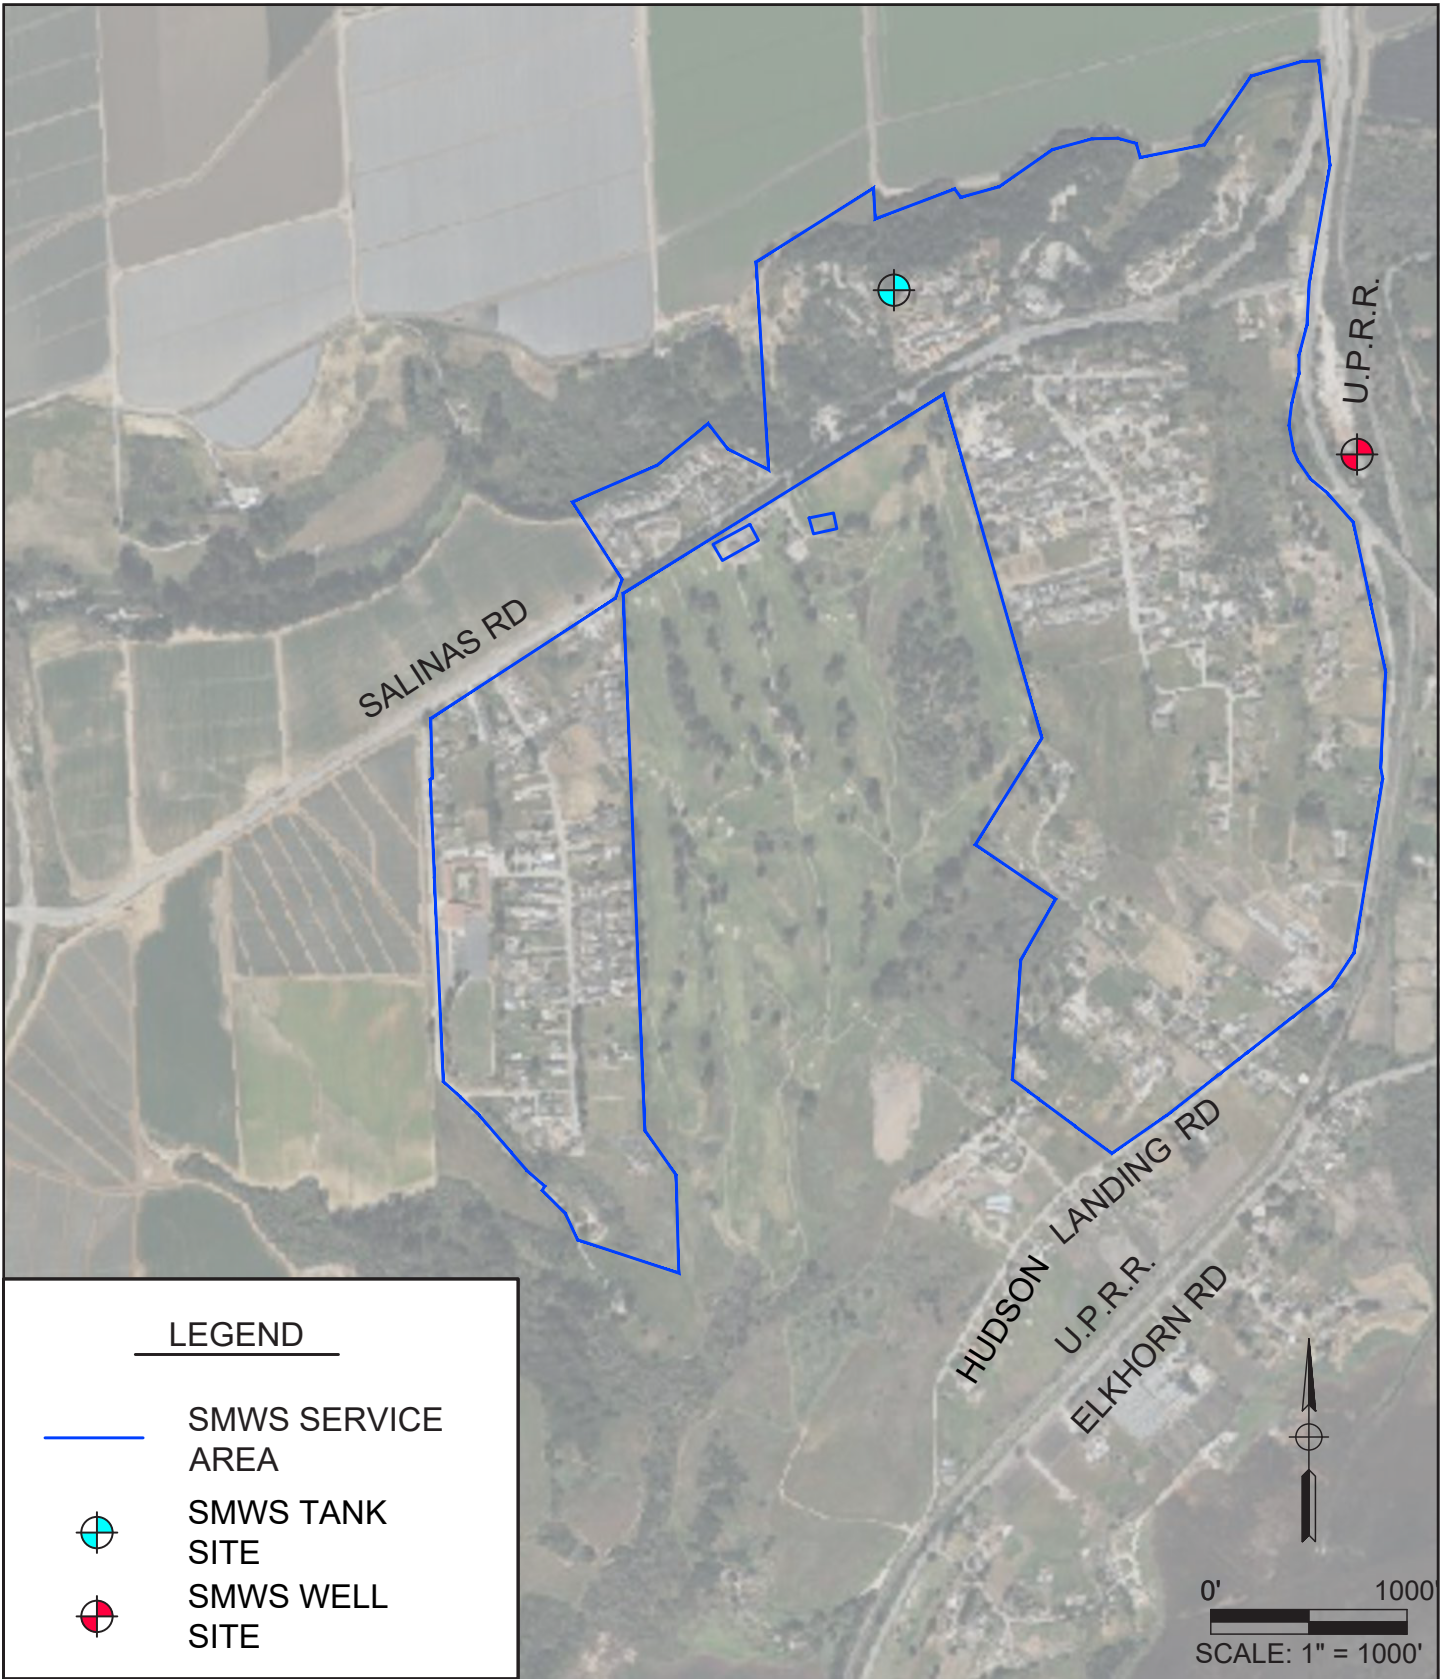 U.P.R.R.
SALINAS RD
HUDSON LANDING RD
U.P.R.R.
ELKHORN RD
LEGEND
SMWS SERVICE
AREA
SMWS TANK
SITE
SMWS WELL
SITE
0' 1000'
SCALE: 1" = 1000'